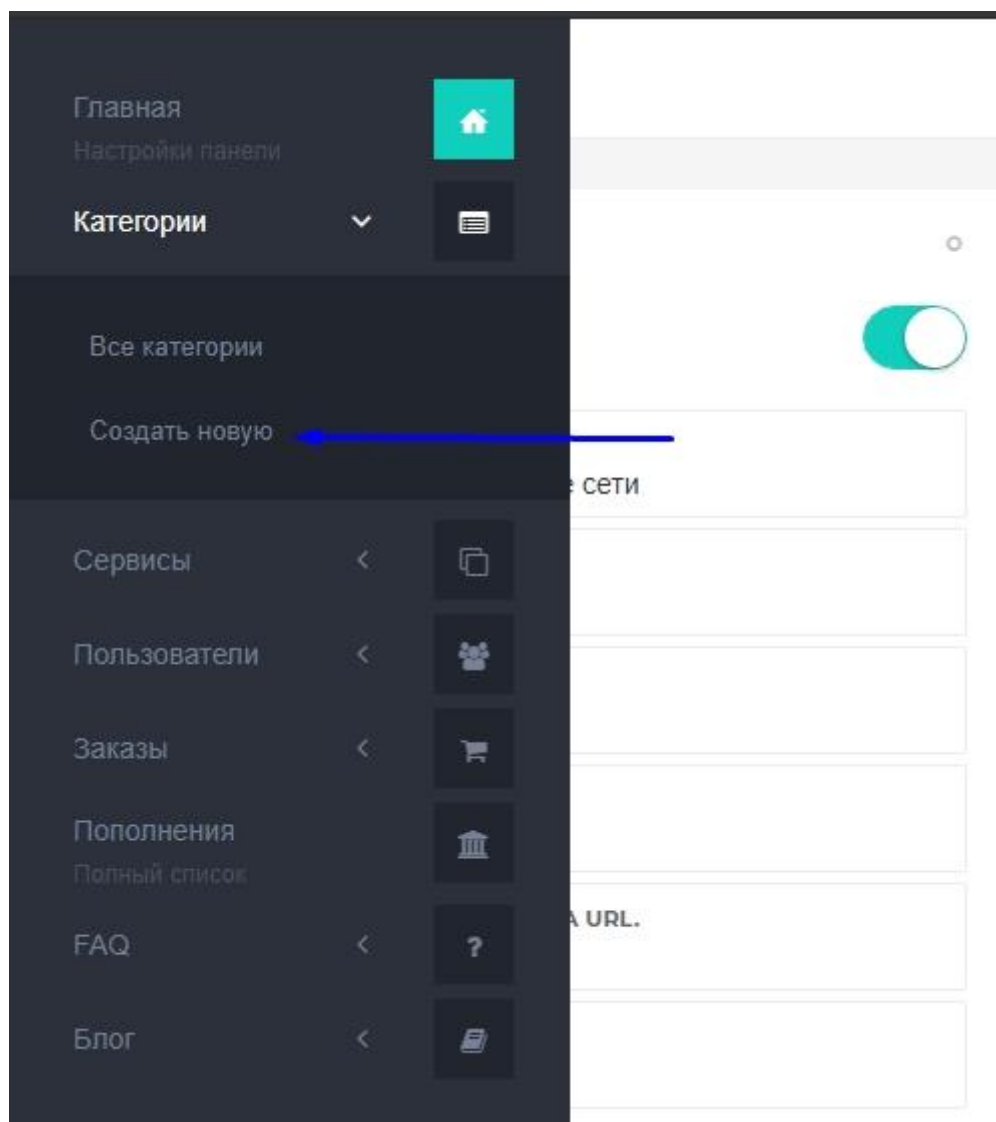 Главная
Настройки панели
Категории
Все категории
Создать новую
е сети
Сервисы
Пользователи
Заказы
Пополнения
Полный список
А URL.
FAQ
?
Блог